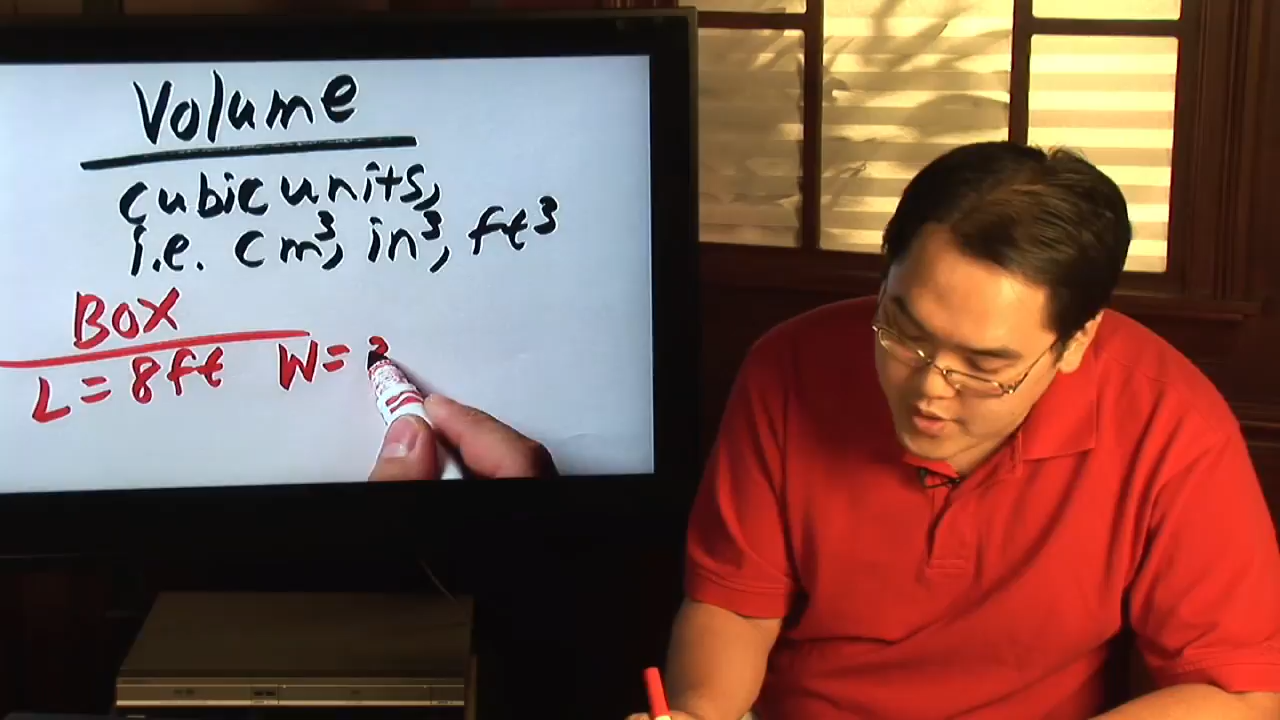 Volume
cubic units,
i.e. cm³, in³, ft³
BOX
L = 8ft W =